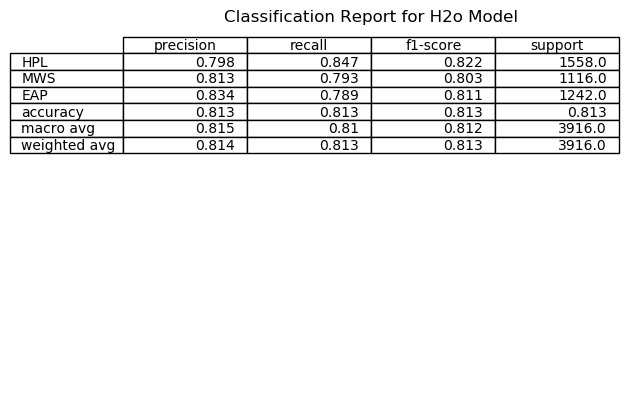 Classification Report for H2o Model
precision recall f1-score support
HPL 0.798 0.847 0.822 1558.0
MWS 0.813 0.793 0.803 1116.0
EAP 0.834 0.789 0.811 1242.0
accuracy 0.813 0.813 0.813 0.813
macro avg 0.815 0.81 0.812 3916.0
weighted avg 0.814 0.813 0.813 3916.0